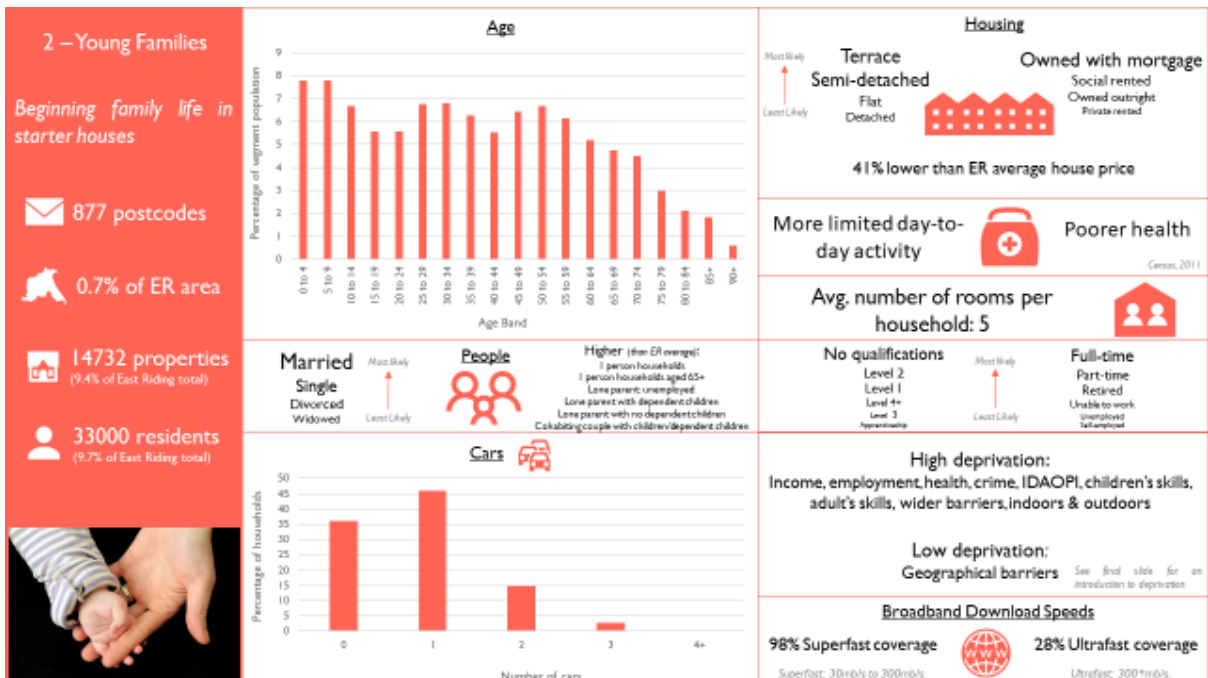 2 – Young Families
Beginning family life in
starter houses
877 postcodes
0.7% of ER area
14732 properties
(9.4% of East Riding total)
33000 residents
(9.7% of East Riding total)
Age
Percentage of segment population
9
8
7
6
5
4
3
2
1
0
0 to 4
5 to 9
10 to 14
15 to 19
20 to 24
25 to 29
30 to 34
35 to 39
40 to 44
45 to 49
50 to 54
55 to 59
60 to 64
65 to 69
70 to 74
75 to 79
80 to 84
85+
90+
Age Band
Married
Single
Divorced
Widowed
Most likely
Least Likely
People
Higher (than ER average):
1 person households
1 person households aged 65+
Lone parent: unemployed
Lone parent with dependent children
Lone parent with no dependent children
Cohabiting couple with children/dependent children
Cars
Percentage of households
50
45
40
35
30
25
20
15
10
5
0
0
1
2
3
4+
Number of cars
Housing
Most likely
Least Likely
Terrace
Semi-detached
Flat
Detached
Owned with mortgage
Social rented
Owned outright
Private rented
41% lower than ER average house price
More limited day-to-
day activity
Poorer health
Census, 2011
Avg. number of rooms per
household: 5
No qualifications
Level 2
Level 1
Level 4+
Level 3
Apprenticeship
Most likely
Least Likely
Full-time
Part-time
Retired
Unable to work
Unemployed
Self employed
High deprivation:
Income, employment, health, crime, IDAOPI, children's skills,
adult's skills, wider barriers, indoors & outdoors
Low deprivation:
Geographical barriers
See final slide for an
introduction to deprivation
Broadband Download Speeds
98% Superfast coverage
WWW
28% Ultrafast coverage
Superfast: 30mb/s to 300mb/s.
Ultrafast: 300+mb/s.